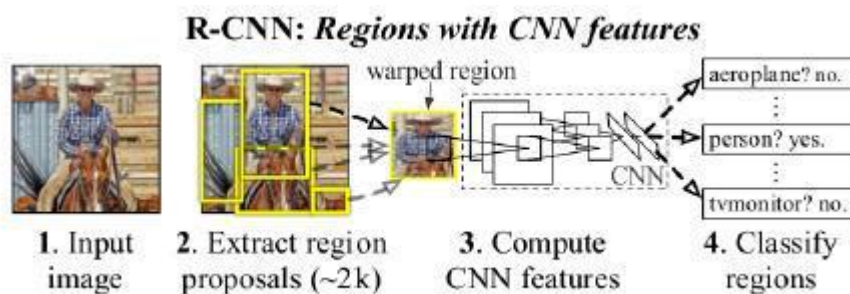 R-CNN: Regions with CNN features
warped region
aeroplane? no.
person? yes.
CNN
tvmonitor? no.
1. Input
image
2. Extract region
proposals (~2k)
3. Compute
CNN features
4. Classify
regions